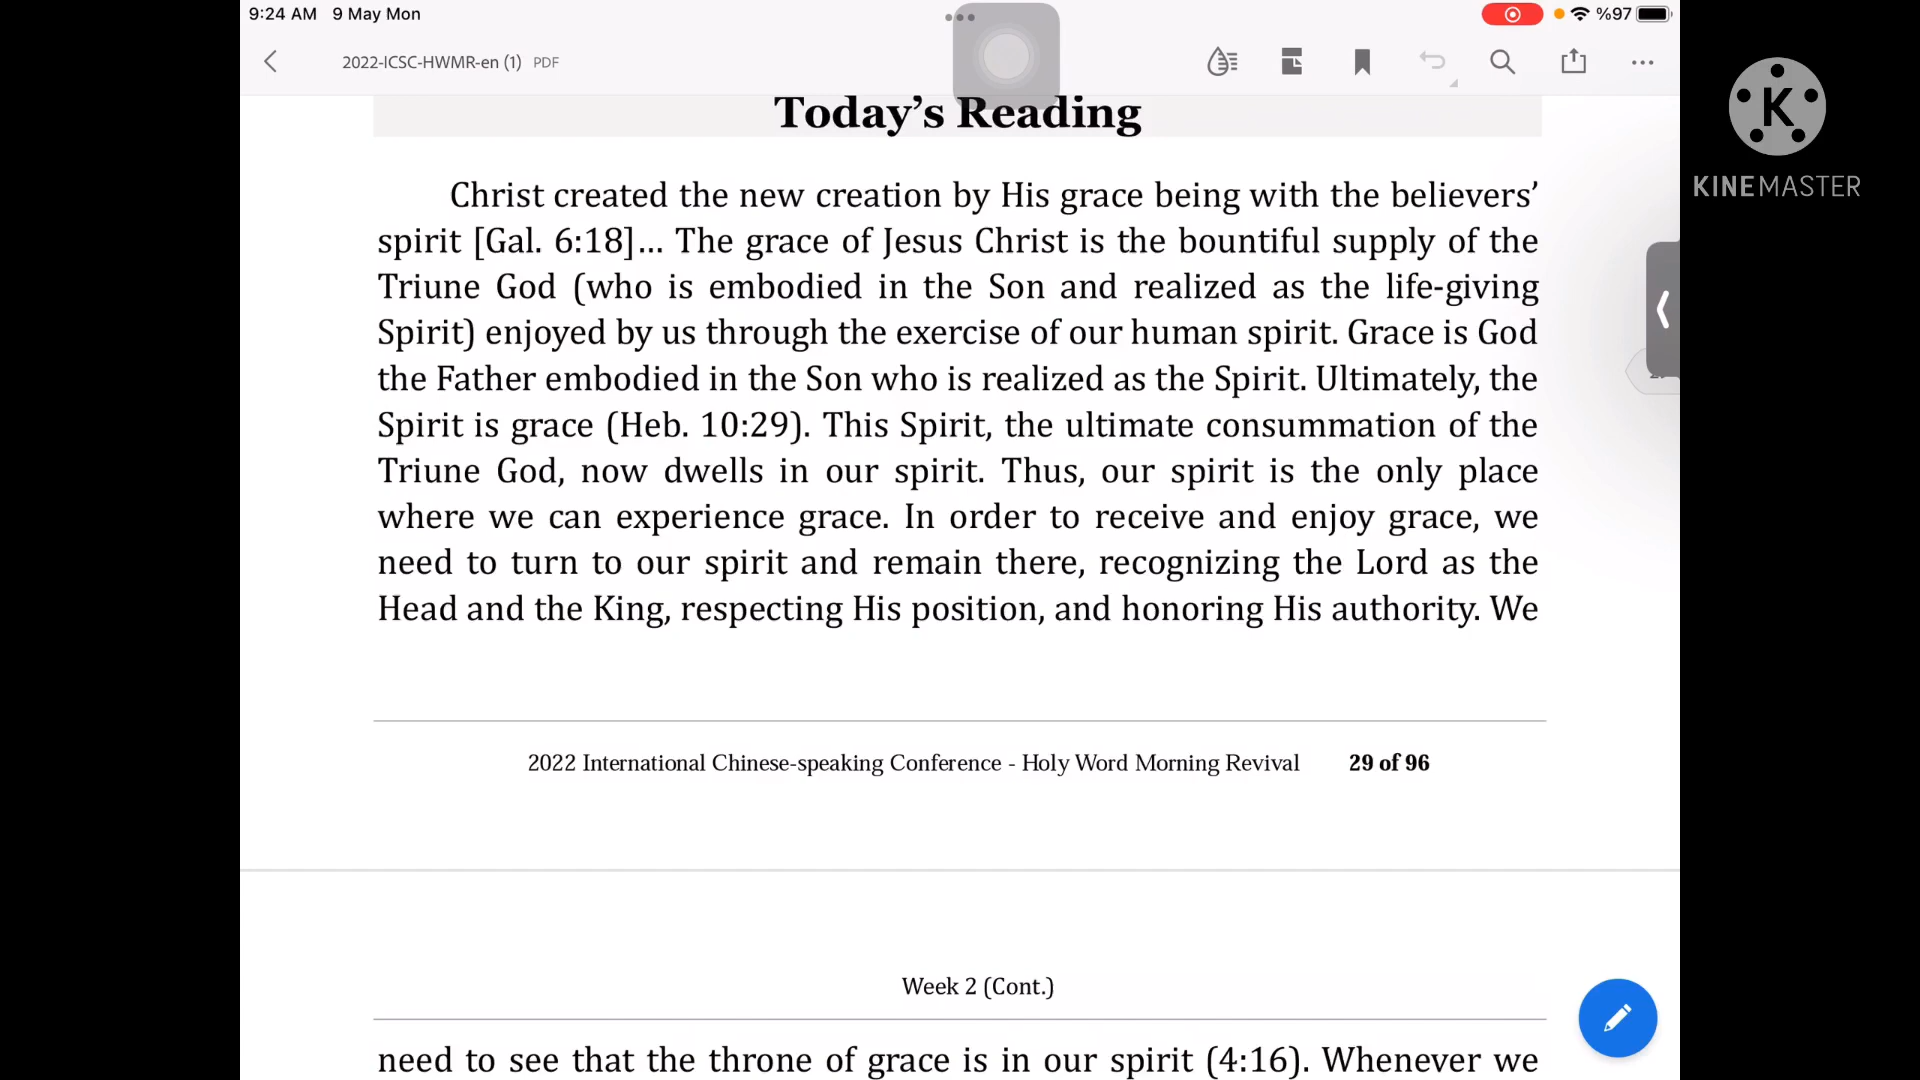 9:24 AM 9 May Mon
%97
2022-ICSC-HWMR-en (1) PDF
K
KINEMASTER
Today’s Reading
Christ created the new creation by His grace being with the believers’
spirit [Gal. 6:18]... The grace of Jesus Christ is the bountiful supply of the
Triune God (who is embodied in the Son and realized as the life-giving
Spirit) enjoyed by us through the exercise of our human spirit. Grace is God
the Father embodied in the Son who is realized as the Spirit. Ultimately, the
Spirit is grace (Heb. 10:29). This Spirit, the ultimate consummation of the
Triune God, now dwells in our spirit. Thus, our spirit is the only place
where we can experience grace. In order to receive and enjoy grace, we
need to turn to our spirit and remain there, recognizing the Lord as the
Head and the King, respecting His position, and honoring His authority. We
2022 International Chinese-speaking Conference - Holy Word Morning Revival 29 of 96
Week 2 (Cont.)
need to see that the throne of grace is in our spirit (4:16). Whenever we